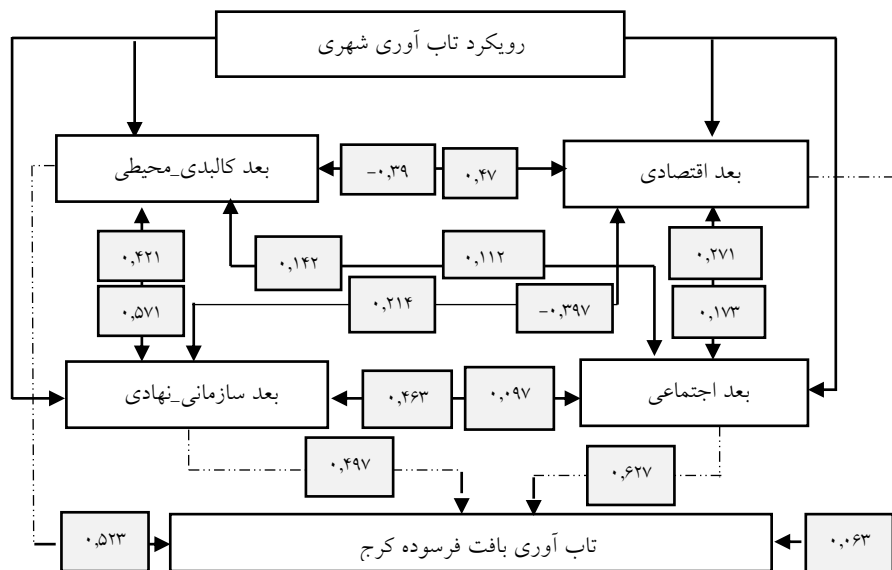 رویکرد تاب آوری شهری
بعد اقتصادی
۰,۴۷
-۰,۳۹
بعد کالبدی_محیطی
۰,۲۷۱
۰,۱۱۲
۰,۱۴۲
۰,۴۲۱
۰,۱۷۳
-۰,۳۹۷
۰,۲۱۴
۰,۵۷۱
بعد اجتماعی
۰,۰۹۷
۰,۴۶۳
بعد سازمانی_نهادی
۰,۶۲۷
۰,۴۹۷
۰,۰۶۳
تاب آوری بافت فرسوده کرج
۰,۵۲۳